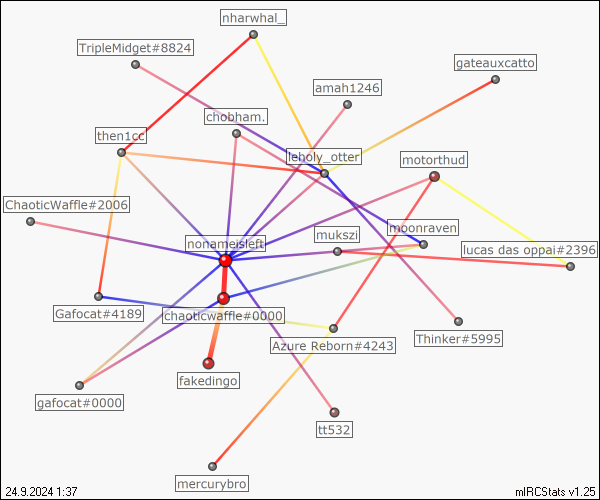 nharwhal_
TripleMidget#8824
gateauxcatto
amah1246
chobham.
then1cc
leholy_otter
motorthud
ChaoticWaffle#2006
mukszi
moonraven
nonameisleft
lucas das oppai#2396
Gafocat#4189
chaoticwaffle#0000
Azure Reborn#4243
Thinker#5995
fakedingo
gafocat#0000
tt532
mercurybro
24.9.2024 1:37
mIRCStats v1.25